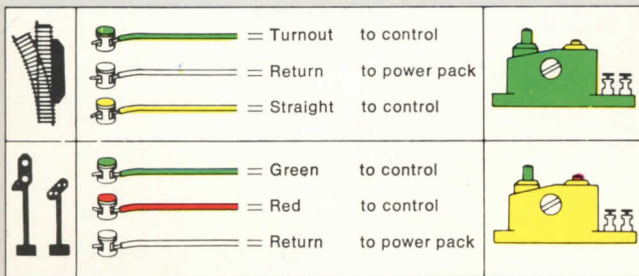 = Turnout to control
= Return to power pack
= Straight to control
= Green to control
= Red to control
= Return to power pack